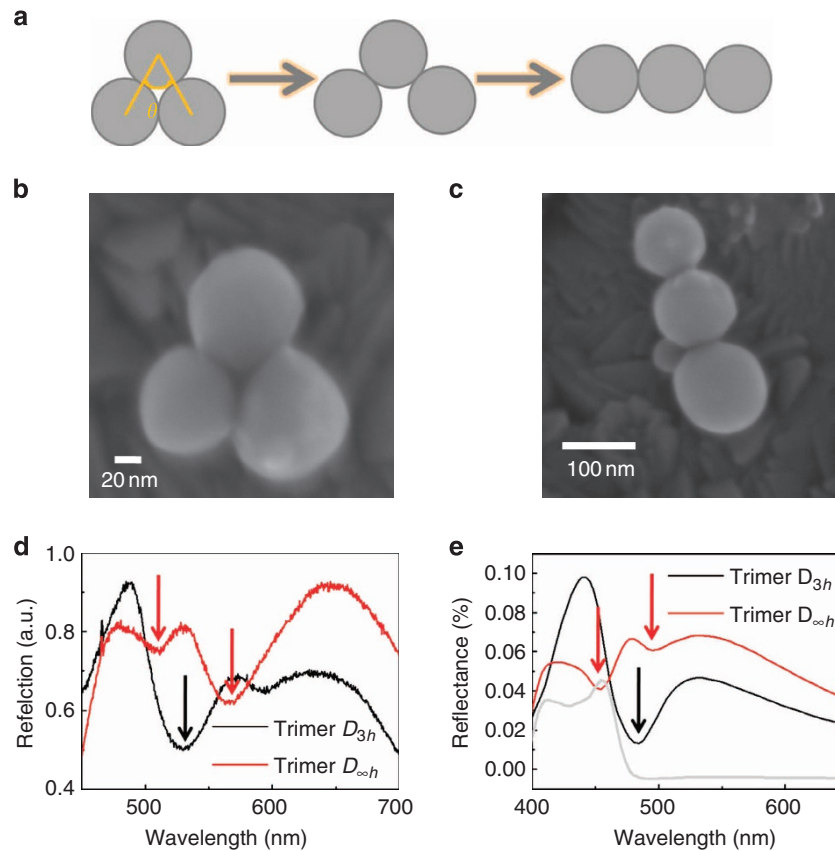 a
θ
b
c
20 nm
100 nm
d
e
1.0
0.8
0.6
0.4
Refelction (a.u.)
Trimer D3h
Trimer D∞h
500
600
700
Wavelength (nm)
0.10
0.08
0.06
0.04
0.02
0.00
Reflectance (%)
Trimer D3h
Trimer D∞h
400
500
600
Wavelength (nm)